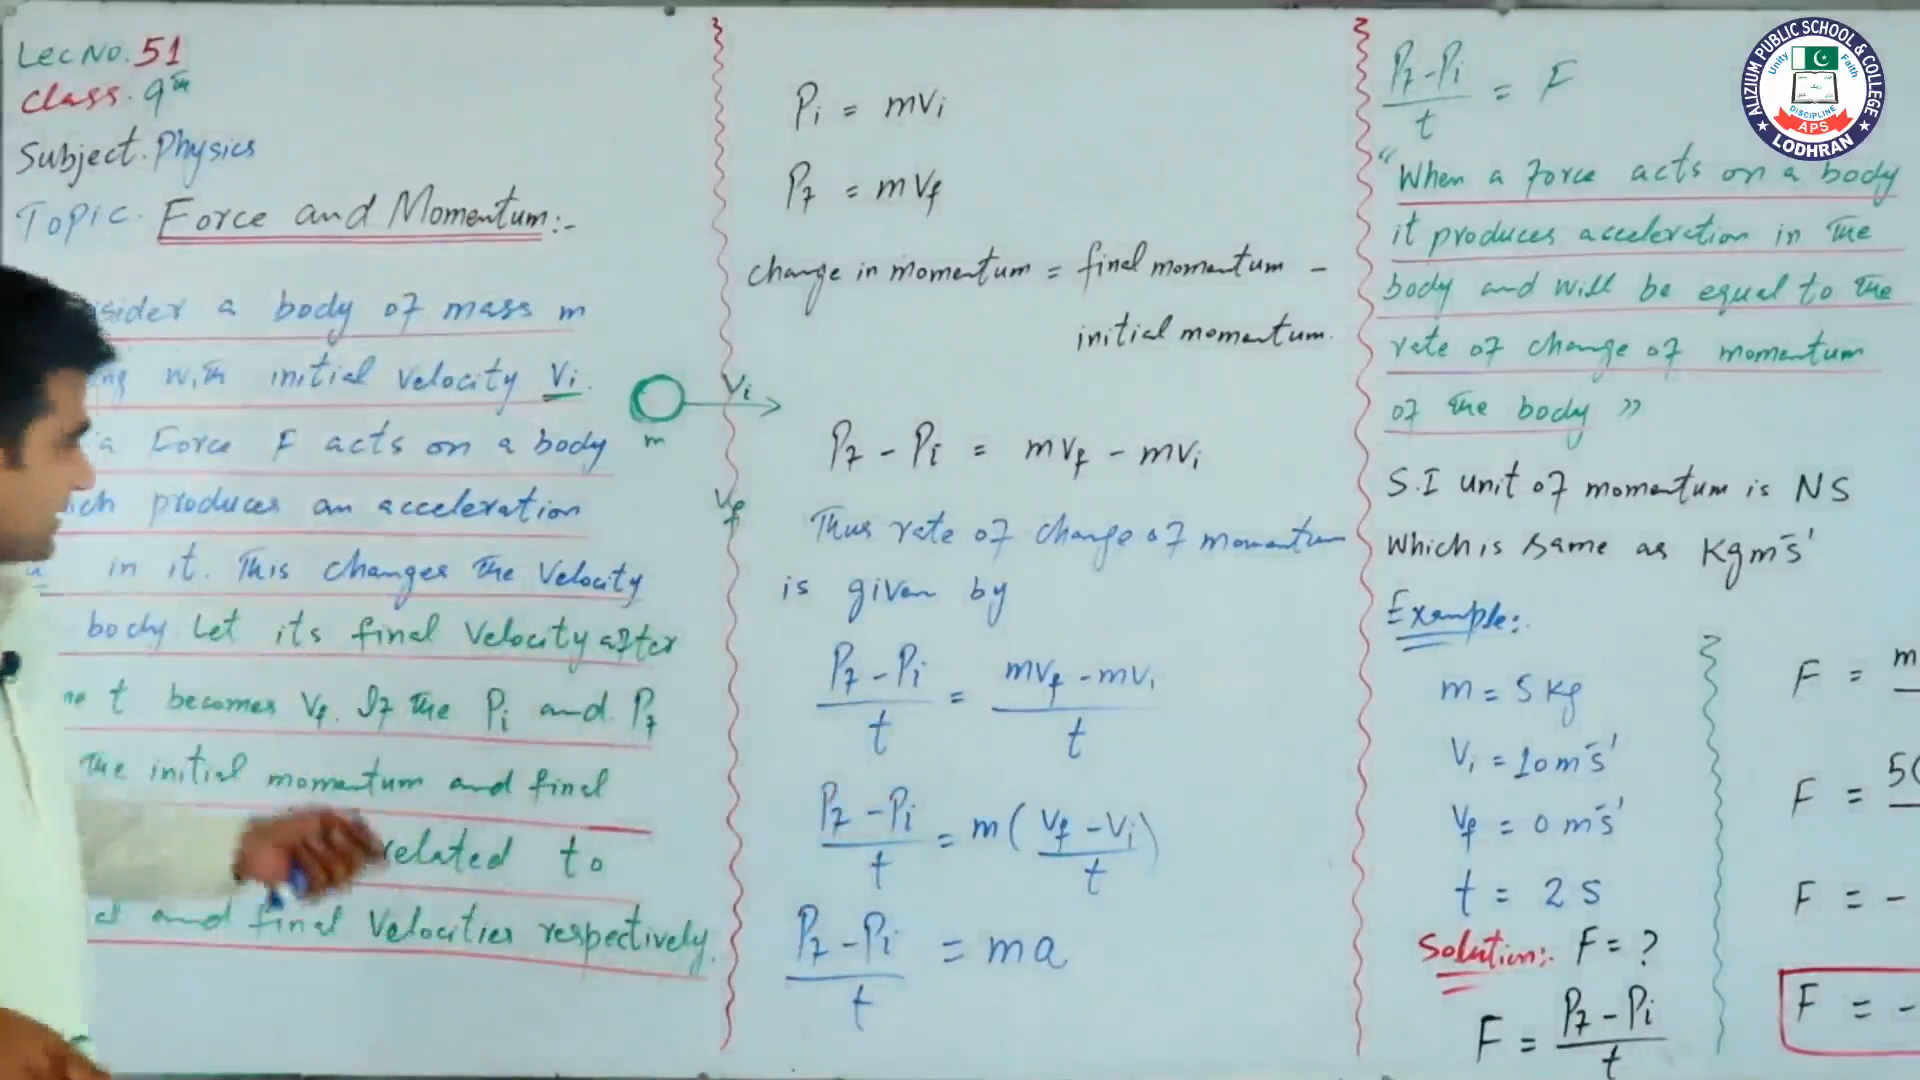 Lec No. 51
Class. 9th
Subject. Physics
Topic. Force and Momentum:-
a body of mass m
with initial velocity Vi.
a Force F acts on a body
produces an acceleration
in it. This changes the Velocity
body Let its final Velocity after
t becomes Vf. If the Pi and Pf
the initial momentum and final
related to
and final Velocities respectively.
m
Vi
Vf
Pi = mVi
Pf = mVf
change in momentum = final momentum -
initial momentum.
Pf - Pi = mVf - mVi
Thus rate of change of momentum
is given by
Pf - Pi / t = mVf - mVi / t
Pf - Pi / t = m ( Vf - Vi / t )
Pf - Pi / t = ma
Pf - Pi / t = F
"When a force acts on a body
it produces acceleration in the
body and will be equal to the
rate of change of momentum
of the body"
S.I unit of momentum is NS
Which is same as Kgms⁻¹
Example:.
m = 5 kg
Vi = 10 ms⁻¹
Vf = 0 ms⁻¹
t = 2 S
Solution:. F = ?
F = Pf - Pi / t
F = m
F = 50
F = -
F = -
ALIZIUM PUBLIC SCHOOL & COLLEGE
Unity
Faith
DISCIPLINE
APS
LODHRAN